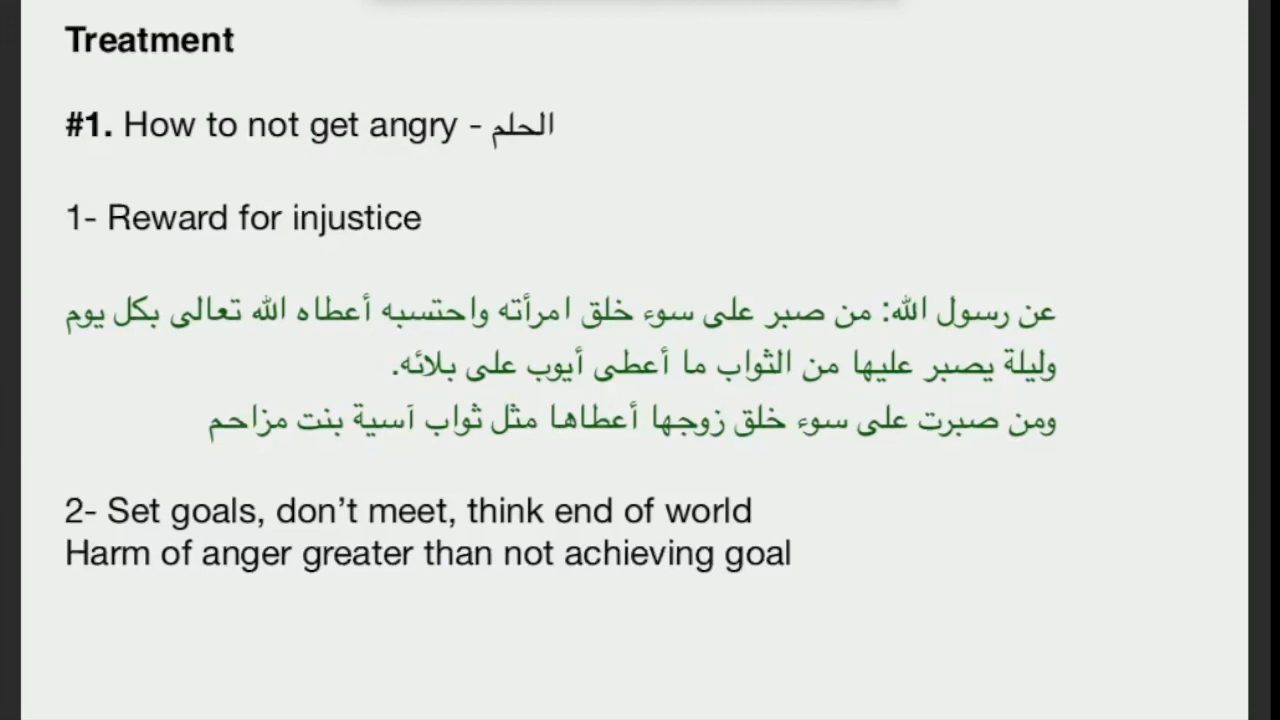 Treatment
#1. How to not get angry - الحلم
1- Reward for injustice
عن رسول الله: من صبر على سوء خلق امرأته واحتسبه أعطاه الله تعالى بكل يوم
وليلة يصبر عليها من الثواب ما أعطى أيوب على بلائه.
ومن صبرت على سوء خلق زوجها أعطاها مثل ثواب آسية بنت مزاحم
2- Set goals, don’t meet, think end of world
Harm of anger greater than not achieving goal